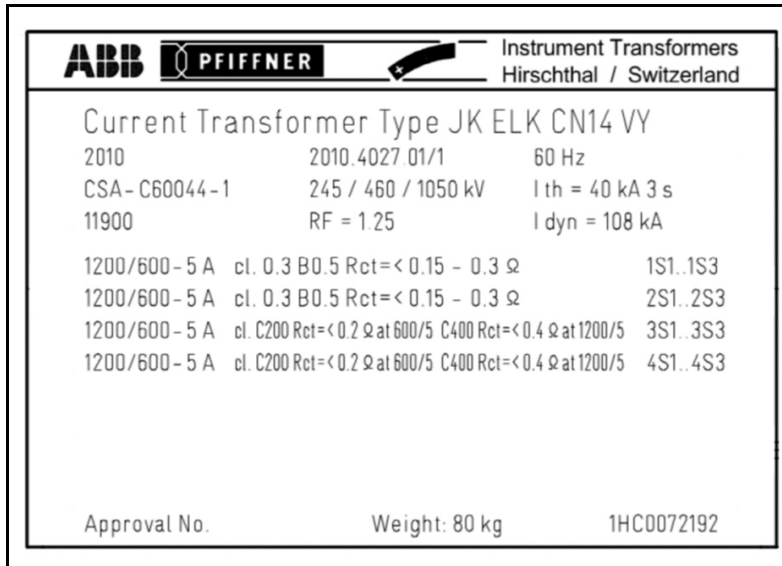 ABB PFIFFNER Instrument Transformers
Hirschthal / Switzerland
Current Transformer Type JK ELK CN14 VY
2010 2010.4027.01/1 60 Hz
CSA-C60044-1 245 / 460 / 1050 kV I th = 40 kA 3 s
11900 RF = 1.25 I dyn = 108 kA
1200/600-5 A cl. 0.3 B0.5 Rct=< 0.15 - 0.3 Ω 1S1..1S3
1200/600-5 A cl. 0.3 B0.5 Rct=< 0.15 - 0.3 Ω 2S1..2S3
1200/600-5 A cl. C200 Rct=< 0.2 Ω at 600/5 C400 Rct=< 0.4 Ω at 1200/5 3S1..3S3
1200/600-5 A cl. C200 Rct=< 0.2 Ω at 600/5 C400 Rct=< 0.4 Ω at 1200/5 4S1..4S3
Approval No. Weight: 80 kg 1HC0072192